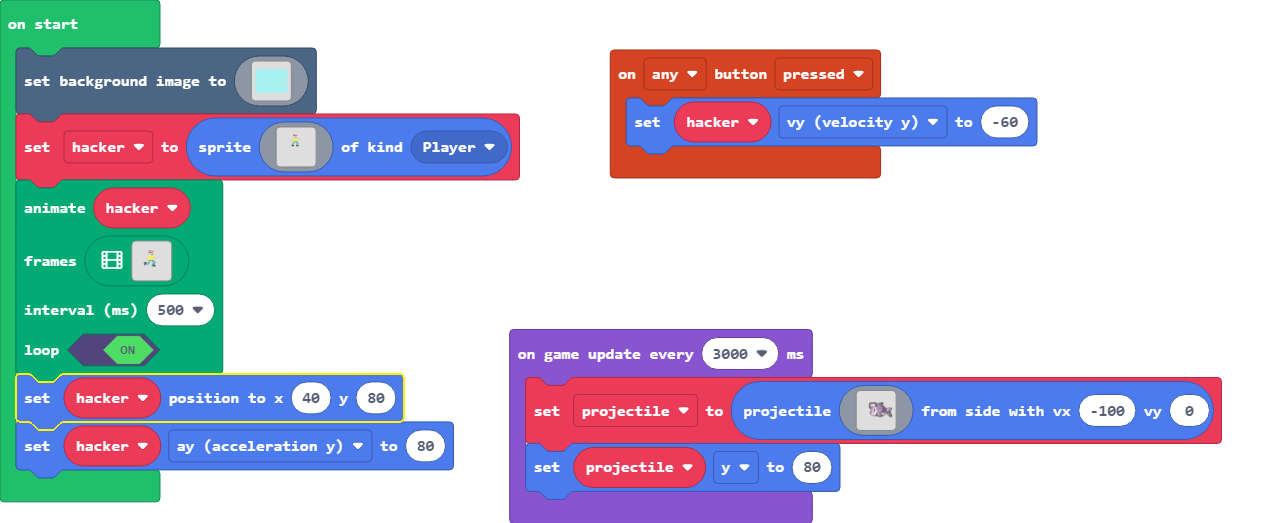 on start
set background image to
set hacker to sprite of kind Player
animate hacker
frames
interval (ms) 500
loop ON
set hacker position to x 40 y 80
set hacker ay (acceleration y) to 80
on any button pressed
set hacker vy (velocity y) to -60
on game update every 3000 ms
set projectile to projectile from side with vx -100 vy 0
set projectile y to 80